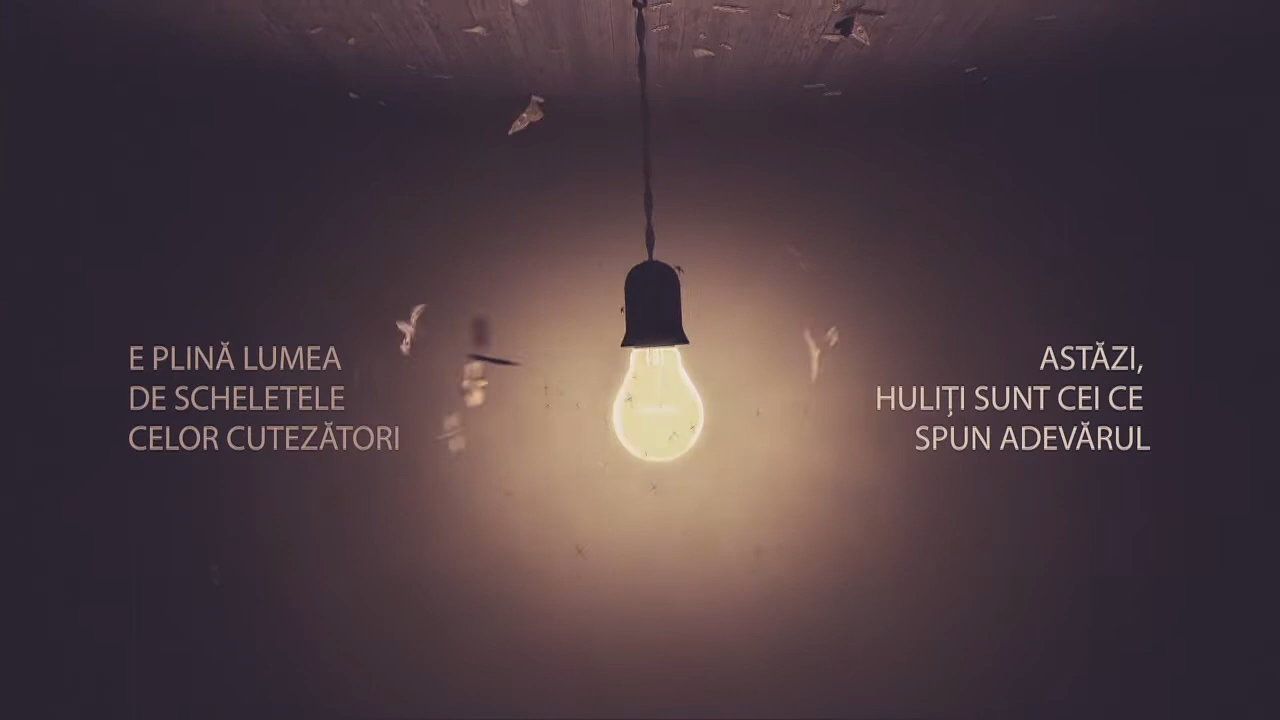 E PLINĂ LUMEA
DE SCHELETELE
CELOR CUTEZĂTORI
ASTĂZI,
HULIȚI SUNT CEI CE
SPUN ADEVĂRUL